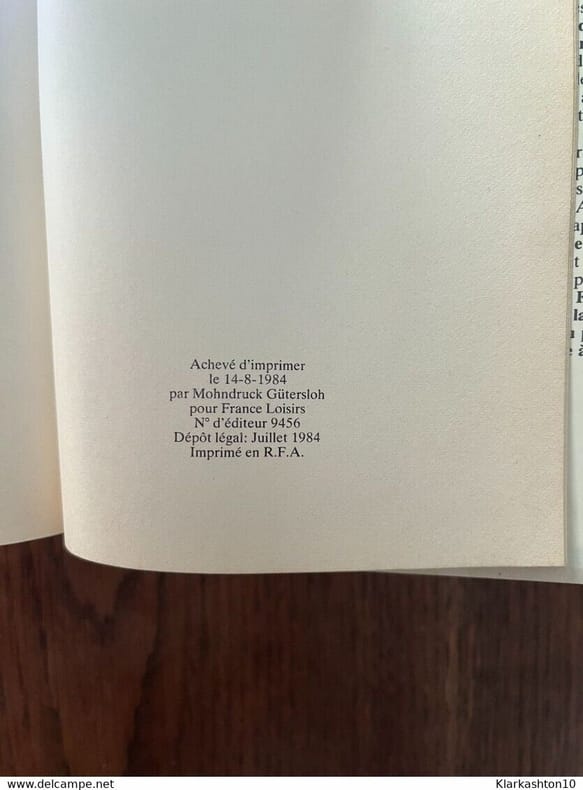 Achevé d'imprimer
le 14-8-1984
par Mohndruck Gütersloh
pour France Loisirs
N° d'éditeur 9456
Dépôt légal: Juillet 1984
Imprimé en R.F.A.
www.delcampe.net
Klarkashton10